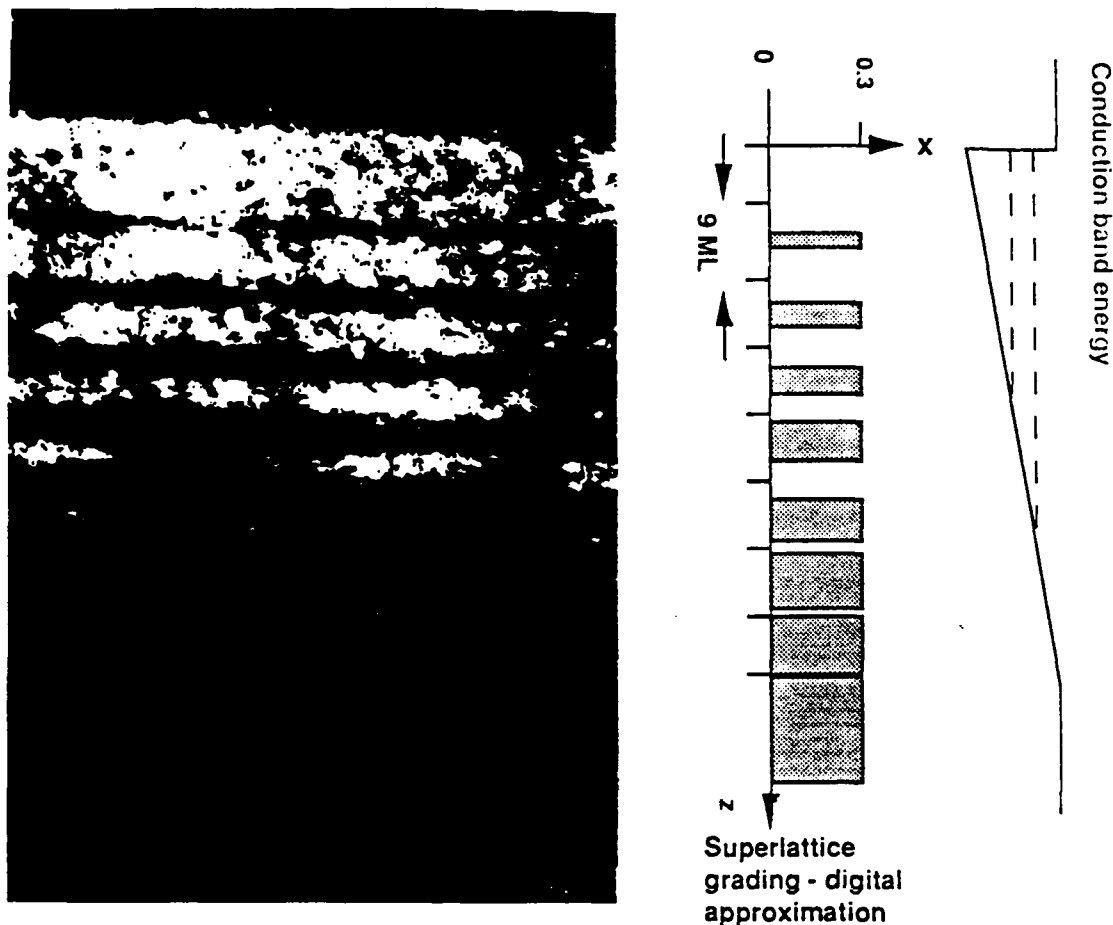 Conduction band energy
0
0.3
x
9 ML
z
Superlattice
grading - digital
approximation